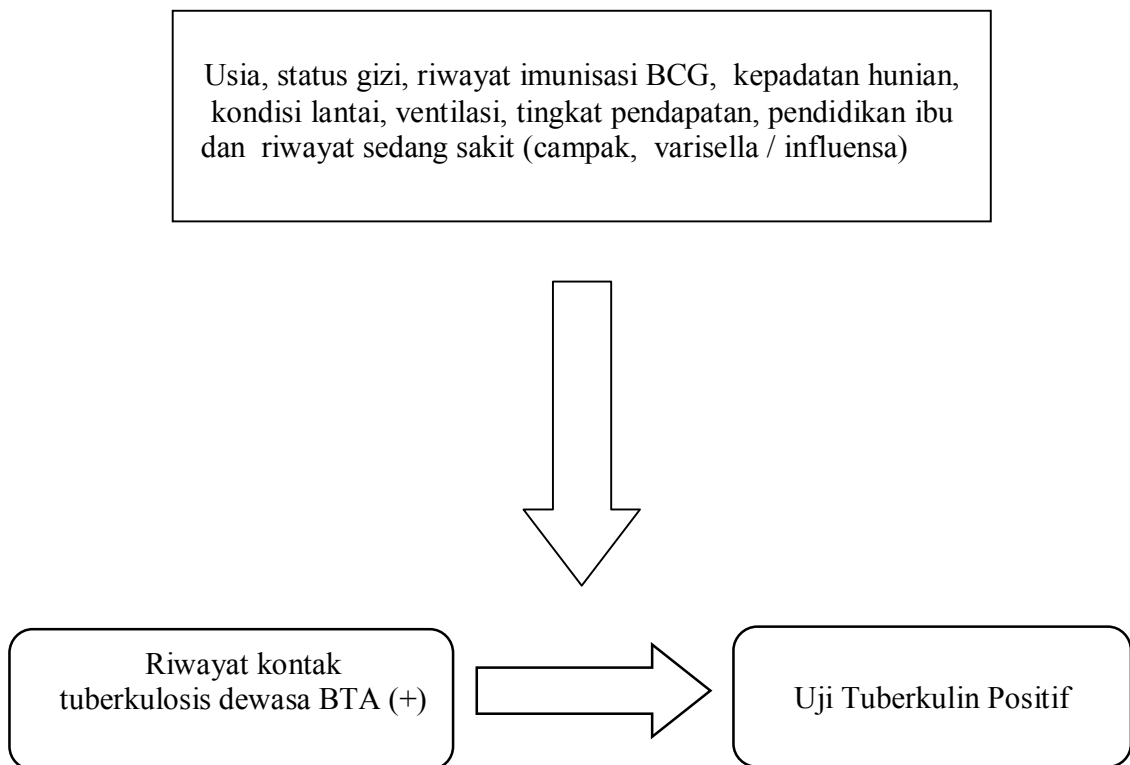 Usia, status gizi, riwayat imunisasi BCG, kepadatan hunian,
kondisi lantai, ventilasi, tingkat pendapatan, pendidikan ibu
dan riwayat sedang sakit (campak, varisella / influensa)
Riwayat kontak
tuberkulosis dewasa BTA (+)
Uji Tuberkulin Positif